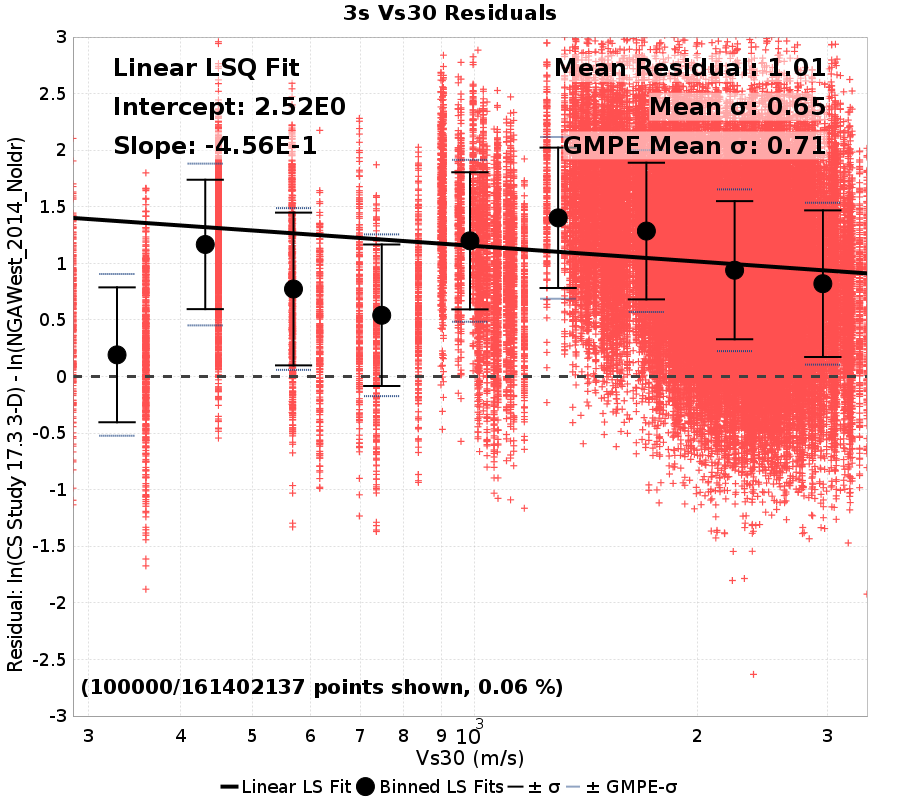 3s Vs30 Residuals
Linear LSQ Fit
Intercept: 2.52E0
Slope: -4.56E-1
Mean Residual: 1.01
Mean σ: 0.65
GMPE Mean σ: 0.71
Residual: ln(CS Study 17.3 3-D) - ln(NGAWest_2014_NoIdr)
3
2.5
2
1.5
1
0.5
0
-0.5
-1
-1.5
-2
-2.5
-3
(100000/161402137 points shown, 0.06 %)
3 4 5 6 7 8 9 10³ 2 3
Vs30 (m/s)
Linear LS Fit Binned LS Fits ± σ ± GMPE-σ